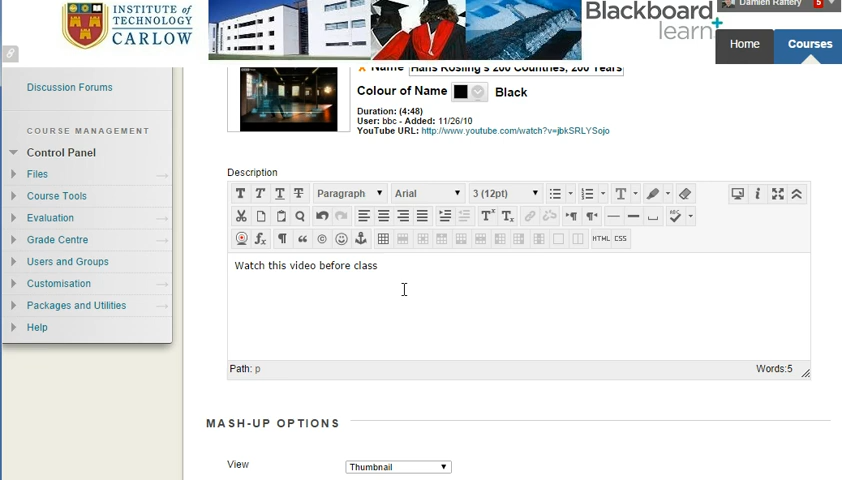 INSTITUTE of
TECHNOLOGY
CARLOW
Blackboard
learn+
Damien Raftery
5
Home
Courses
Discussion Forums
COURSE MANAGEMENT
Control Panel
Files
Course Tools
Evaluation
Grade Centre
Users and Groups
Customisation
Packages and Utilities
Help
Name Hans Rosling's 200 Countries, 200 Years
Colour of Name Black
Duration: (4:48)
User: bbc - Added: 11/26/10
YouTube URL: http://www.youtube.com/watch?v=jbkSRLYSojo
Description
T T T T Paragraph Arial 3 (12pt) T
HTML CSS
Watch this video before class
Path: p
Words:5
MASH-UP OPTIONS
View
Thumbnail